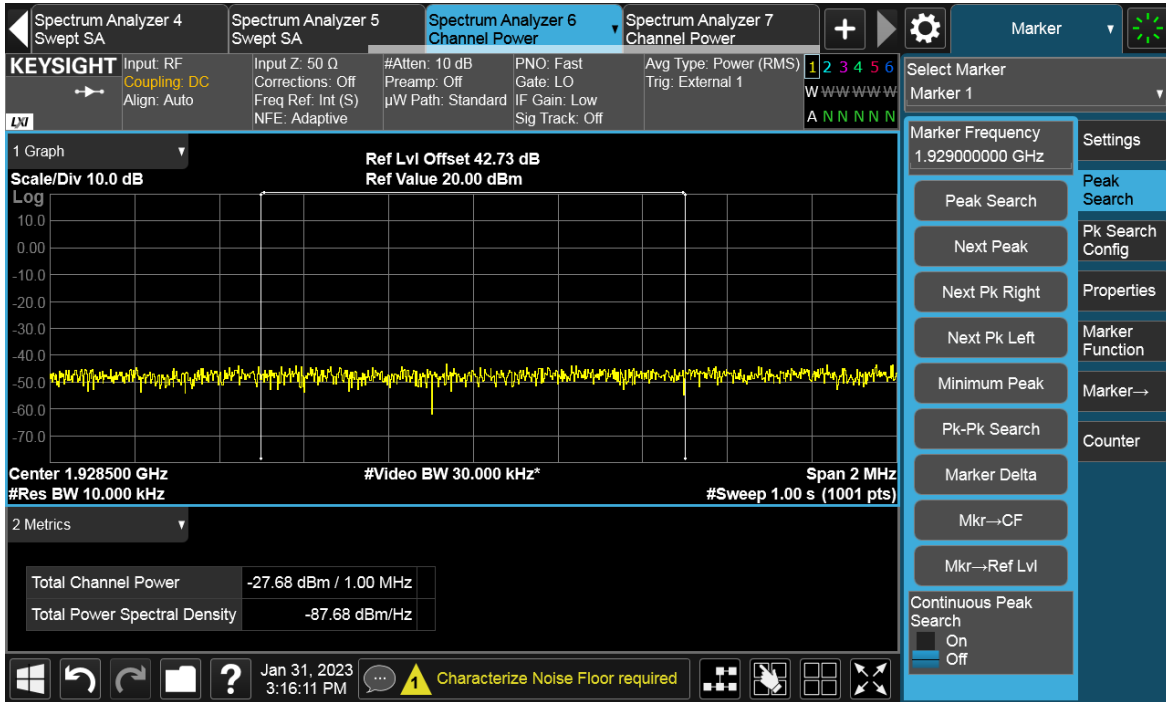 Spectrum Analyzer 4
Swept SA
Spectrum Analyzer 5
Swept SA
Spectrum Analyzer 6
Channel Power
Spectrum Analyzer 7
Channel Power
+
Marker
KEYSIGHT
LXI
Input: RF
Coupling: DC
Align: Auto
Input Z: 50 Ω
Corrections: Off
Freq Ref: Int (S)
NFE: Adaptive
#Atten: 10 dB
Preamp: Off
µW Path: Standard
PNO: Fast
Gate: LO
IF Gain: Low
Sig Track: Off
Avg Type: Power (RMS)
Trig: External 1
1 2 3 4 5 6
W W W W W W
A N N N N N
Select Marker
Marker 1
1 Graph
Ref Lvl Offset 42.73 dB
Scale/Div 10.0 dB
Ref Value 20.00 dBm
Log
10.0
0.00
-10.0
-20.0
-30.0
-40.0
-50.0
-60.0
-70.0
Center 1.928500 GHz
#Video BW 30.000 kHz*
Span 2 MHz
#Res BW 10.000 kHz
#Sweep 1.00 s (1001 pts)
2 Metrics
Total Channel Power -27.68 dBm / 1.00 MHz
Total Power Spectral Density -87.68 dBm/Hz
Marker Frequency
1.929000000 GHz
Peak Search
Next Peak
Next Pk Right
Next Pk Left
Minimum Peak
Pk-Pk Search
Marker Delta
Mkr→CF
Mkr→Ref Lvl
Continuous Peak
Search
On
Off
Settings
Peak
Search
Pk Search
Config
Properties
Marker
Function
Marker→
Counter
?
Jan 31, 2023
3:16:11 PM
1
Characterize Noise Floor required